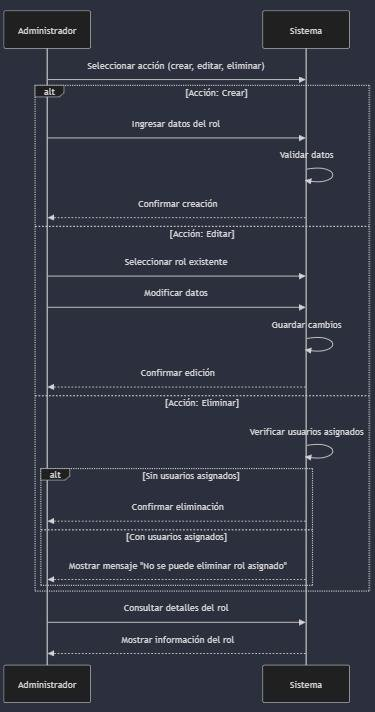 Administrador
Sistema
Seleccionar acción (crear, editar, eliminar)
alt
[Acción: Crear]
Ingresar datos del rol
Validar datos
Confirmar creación
[Acción: Editar]
Seleccionar rol existente
Modificar datos
Guardar cambios
Confirmar edición
[Acción: Eliminar]
Verificar usuarios asignados
alt
[Sin usuarios asignados]
Confirmar eliminación
[Con usuarios asignados]
Mostrar mensaje "No se puede eliminar rol asignado"
Consultar detalles del rol
Mostrar información del rol
Administrador
Sistema